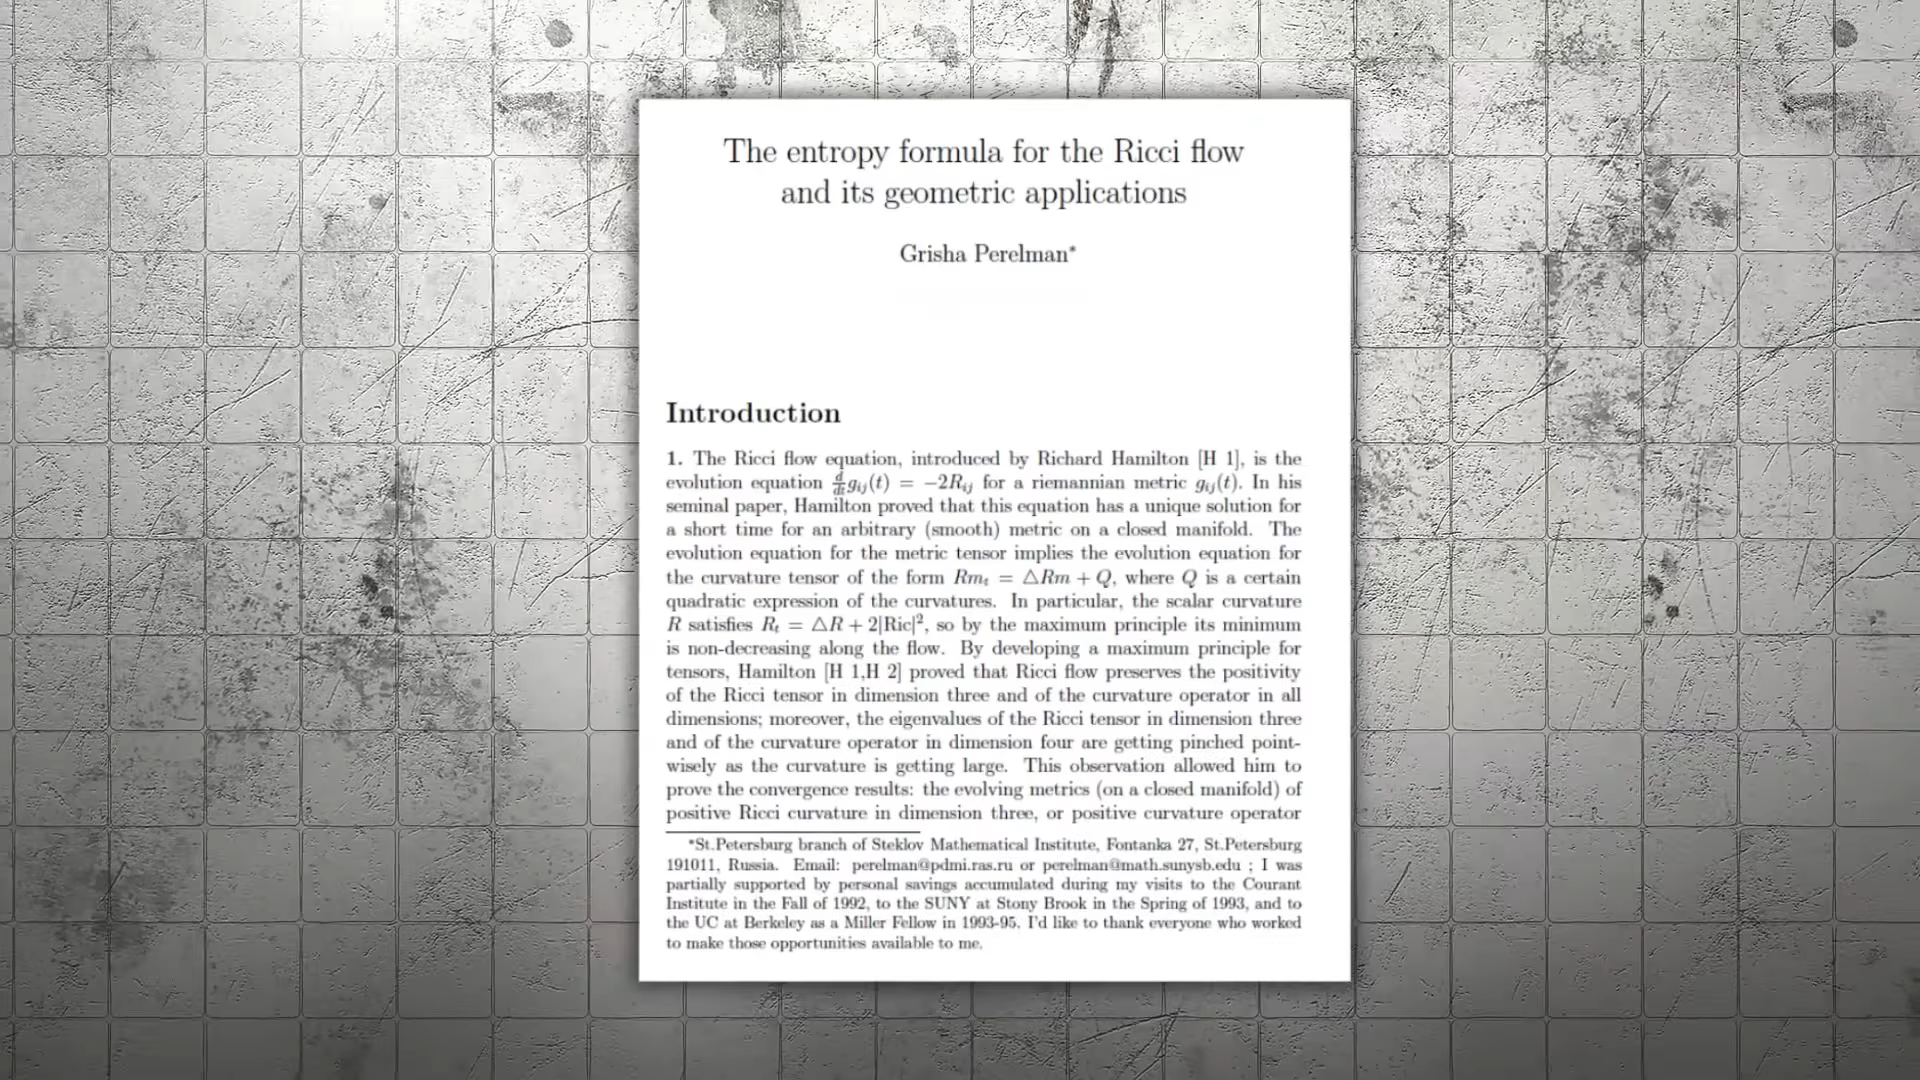 The entropy formula for the Ricci flow
and its geometric applications
Grisha Perelman*
Introduction
1. The Ricci flow equation, introduced by Richard Hamilton [H 1], is the
evolution equation d/dt gij(t) = −2Rij for a riemannian metric gij(t). In his
seminal paper, Hamilton proved that this equation has a unique solution for
a short time for an arbitrary (smooth) metric on a closed manifold. The
evolution equation for the metric tensor implies the evolution equation for
the curvature tensor of the form Rmt = △Rm + Q, where Q is a certain
quadratic expression of the curvatures. In particular, the scalar curvature
R satisfies Rt = △R + 2|Ric|², so by the maximum principle its minimum
is non-decreasing along the flow. By developing a maximum principle for
tensors, Hamilton [H 1,H 2] proved that Ricci flow preserves the positivity
of the Ricci tensor in dimension three and of the curvature operator in all
dimensions; moreover, the eigenvalues of the Ricci tensor in dimension three
and of the curvature operator in dimension four are getting pinched point-
wisely as the curvature is getting large. This observation allowed him to
prove the convergence results: the evolving metrics (on a closed manifold) of
positive Ricci curvature in dimension three, or positive curvature operator
*St.Petersburg branch of Steklov Mathematical Institute, Fontanka 27, St.Petersburg
191011, Russia. Email: perelman@pdmi.ras.ru or perelman@math.sunysb.edu ; I was
partially supported by personal savings accumulated during my visits to the Courant
Institute in the Fall of 1992, to the SUNY at Stony Brook in the Spring of 1993, and to
the UC at Berkeley as a Miller Fellow in 1993-95. I'd like to thank everyone who worked
to make those opportunities available to me.